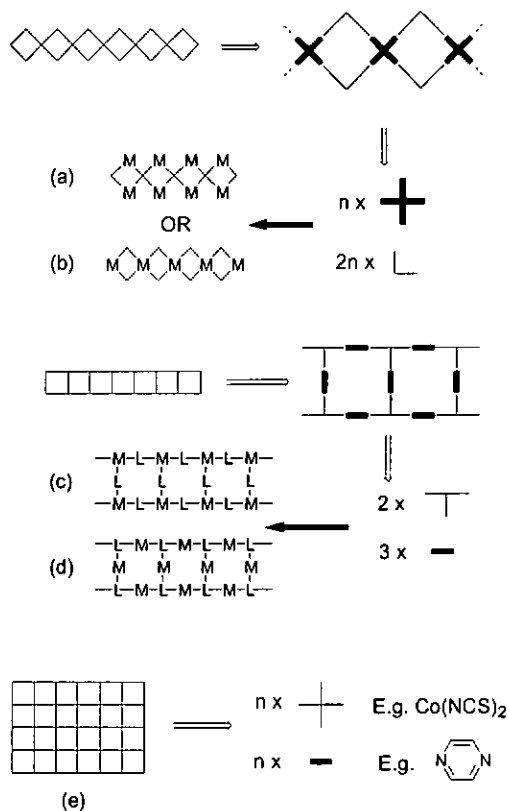 (a)
M M M M
M M M M
OR
n x
2n x
(b)
M M M M M
(c)
M-L-M-L-M-L-M
L L L L
M-L-M-L-M-L-M
2 x
3 x
(d)
L-M-L-M-L-M-L
M M M M
L-M-L-M-L-M-L
n x
E.g. Co(NCS)2
n x
E.g. N N
(e)